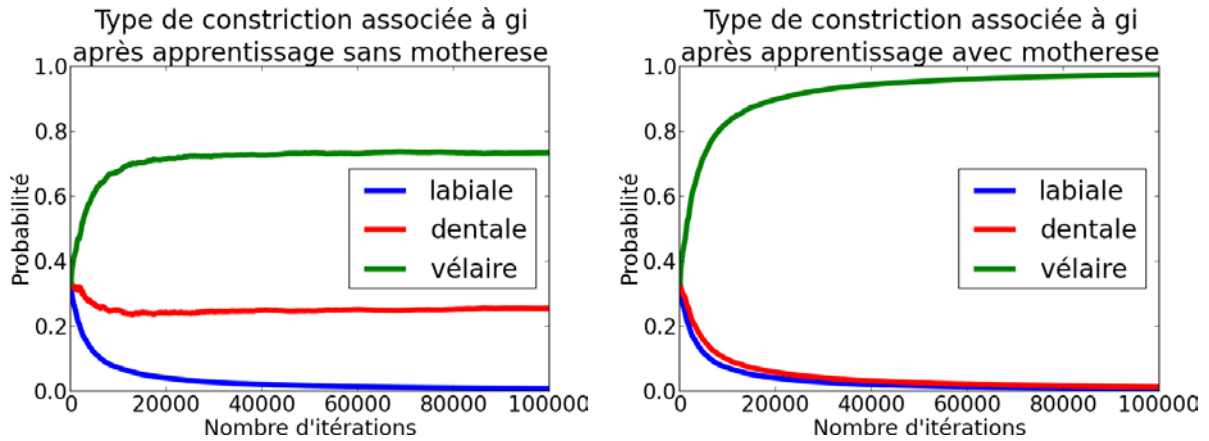 Type de constriction associée à gi
après apprentissage sans motherese
1.0
0.8
0.6
0.4
0.2
0.0
Probabilité
labiale
dentale
vélaire
0 20000 40000 60000 80000 100000
Nombre d'itérations
Type de constriction associée à gi
après apprentissage avec motherese
1.0
0.8
0.6
0.4
0.2
0.0
Probabilité
labiale
dentale
vélaire
0 20000 40000 60000 80000 100000
Nombre d'itérations